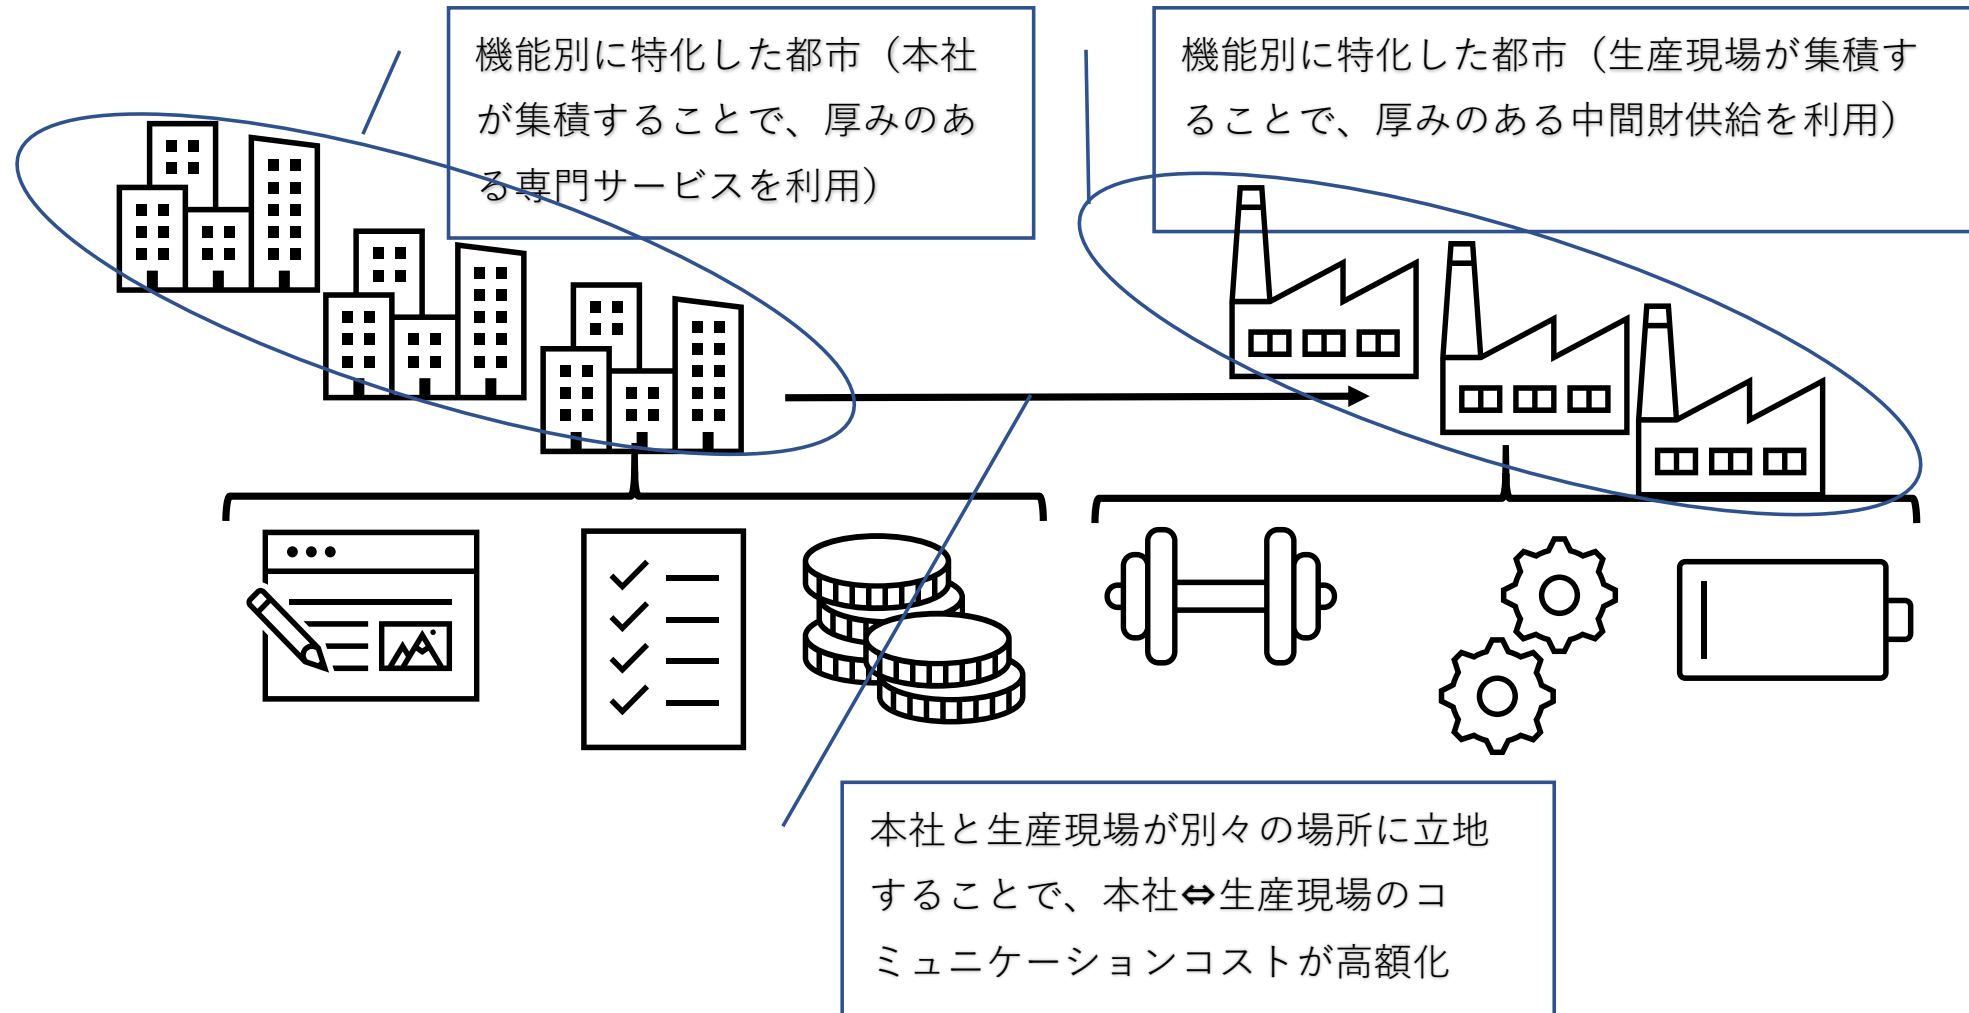 機能別に特化した都市（本社
が集積することで、厚みのあ
る専門サービスを利用）
機能別に特化した都市（生産現場が集積す
ることで、厚みのある中間財供給を利用）
本社と生産現場が別々の場所に立地
することで、本社⇔生産現場のコ
ミュニケーションコストが高額化